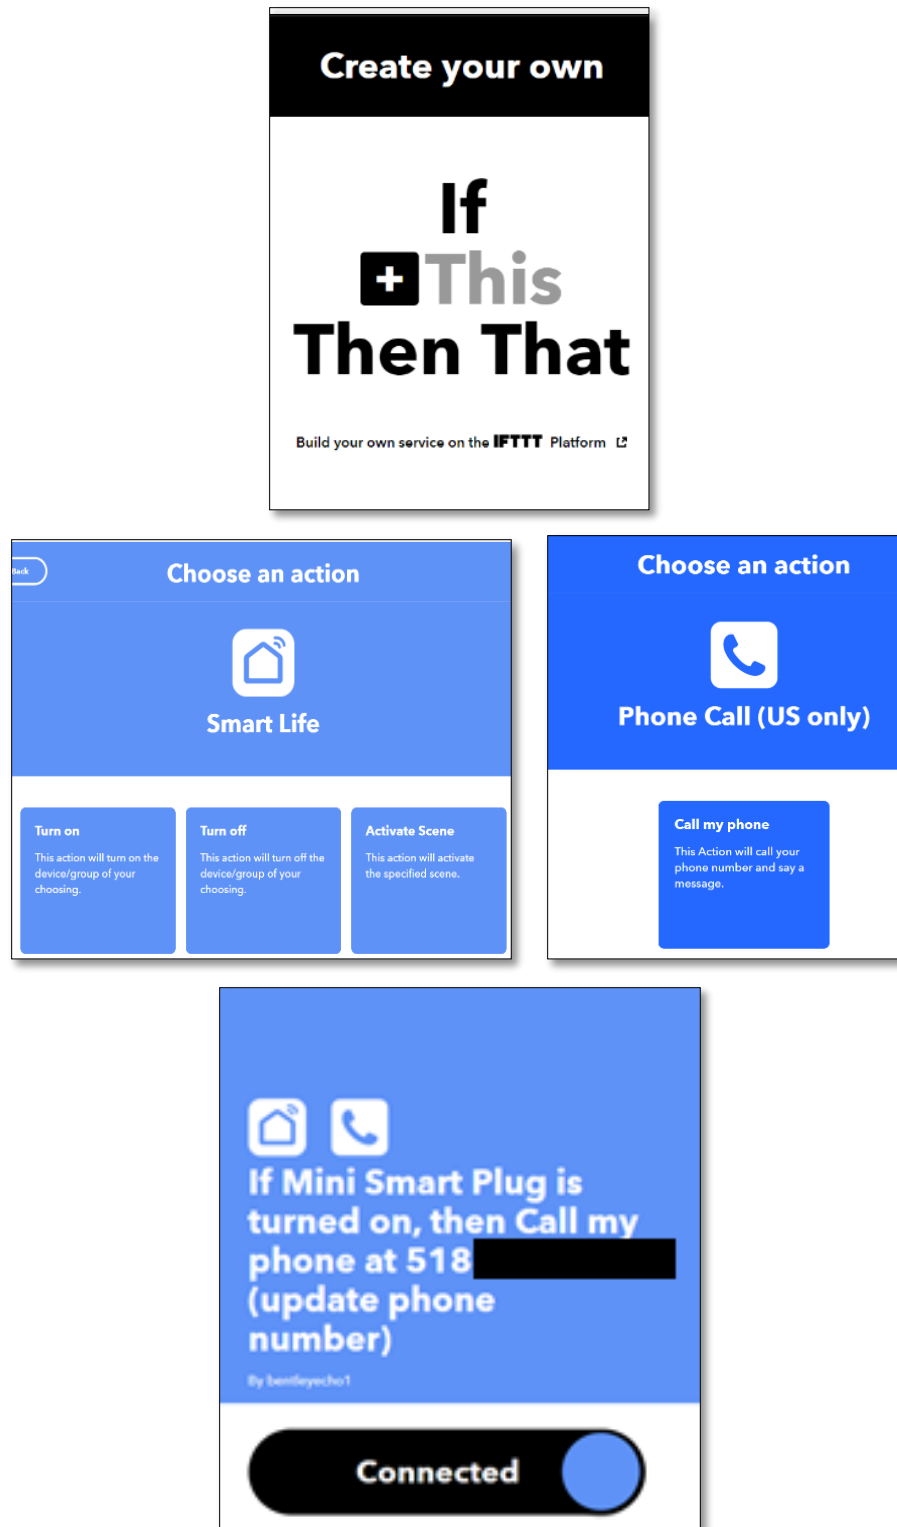 Create your own
If
+This
Then That
Build your own service on the IFTTT Platform
Back
Choose an action
Smart Life
Turn on
This action will turn on the
device/group of your
choosing.
Turn off
This action will turn off the
device/group of your
choosing.
Activate Scene
This action will activate
the specified scene.
Choose an action
Phone Call (US only)
Call my phone
This Action will call your
phone number and say a
message.
If Mini Smart Plug is
turned on, then Call my
phone at 518
(update phone
number)
By bentleyecho1
Connected